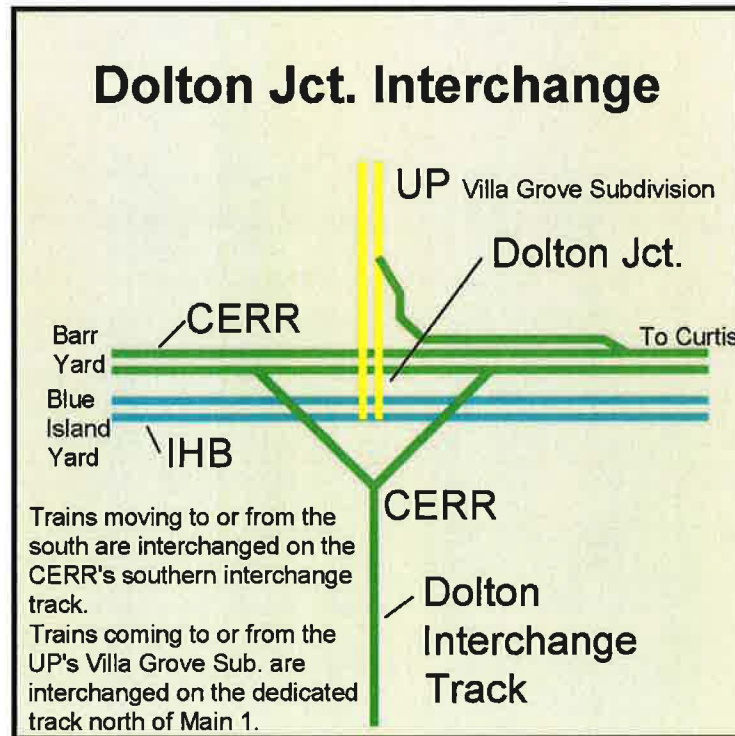 Dolton Jct. Interchange
UP Villa Grove Subdivision
Dolton Jct.
CERR
Barr
Yard
To Curtis
Blue
Island
Yard
IHB
CERR
Trains moving to or from the
south are interchanged on the
CERR's southern interchange
track.
Trains coming to or from the
UP's Villa Grove Sub. are
interchanged on the dedicated
track north of Main 1.
Dolton
Interchange
Track